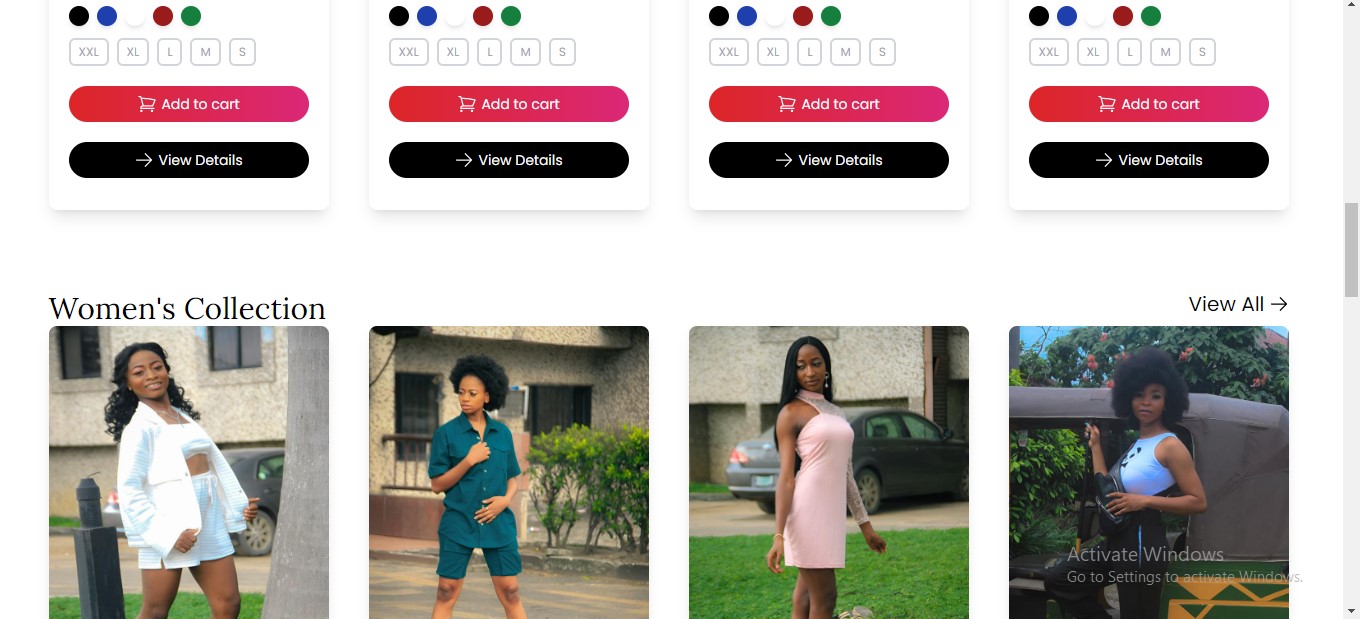 XXL XL L M S XXL XL L M S XXL XL L M S XXL XL L M S
Add to cart Add to cart Add to cart Add to cart
View Details View Details View Details View Details
Women's Collection View All
Activate Windows
Go to Settings to activate Windows.